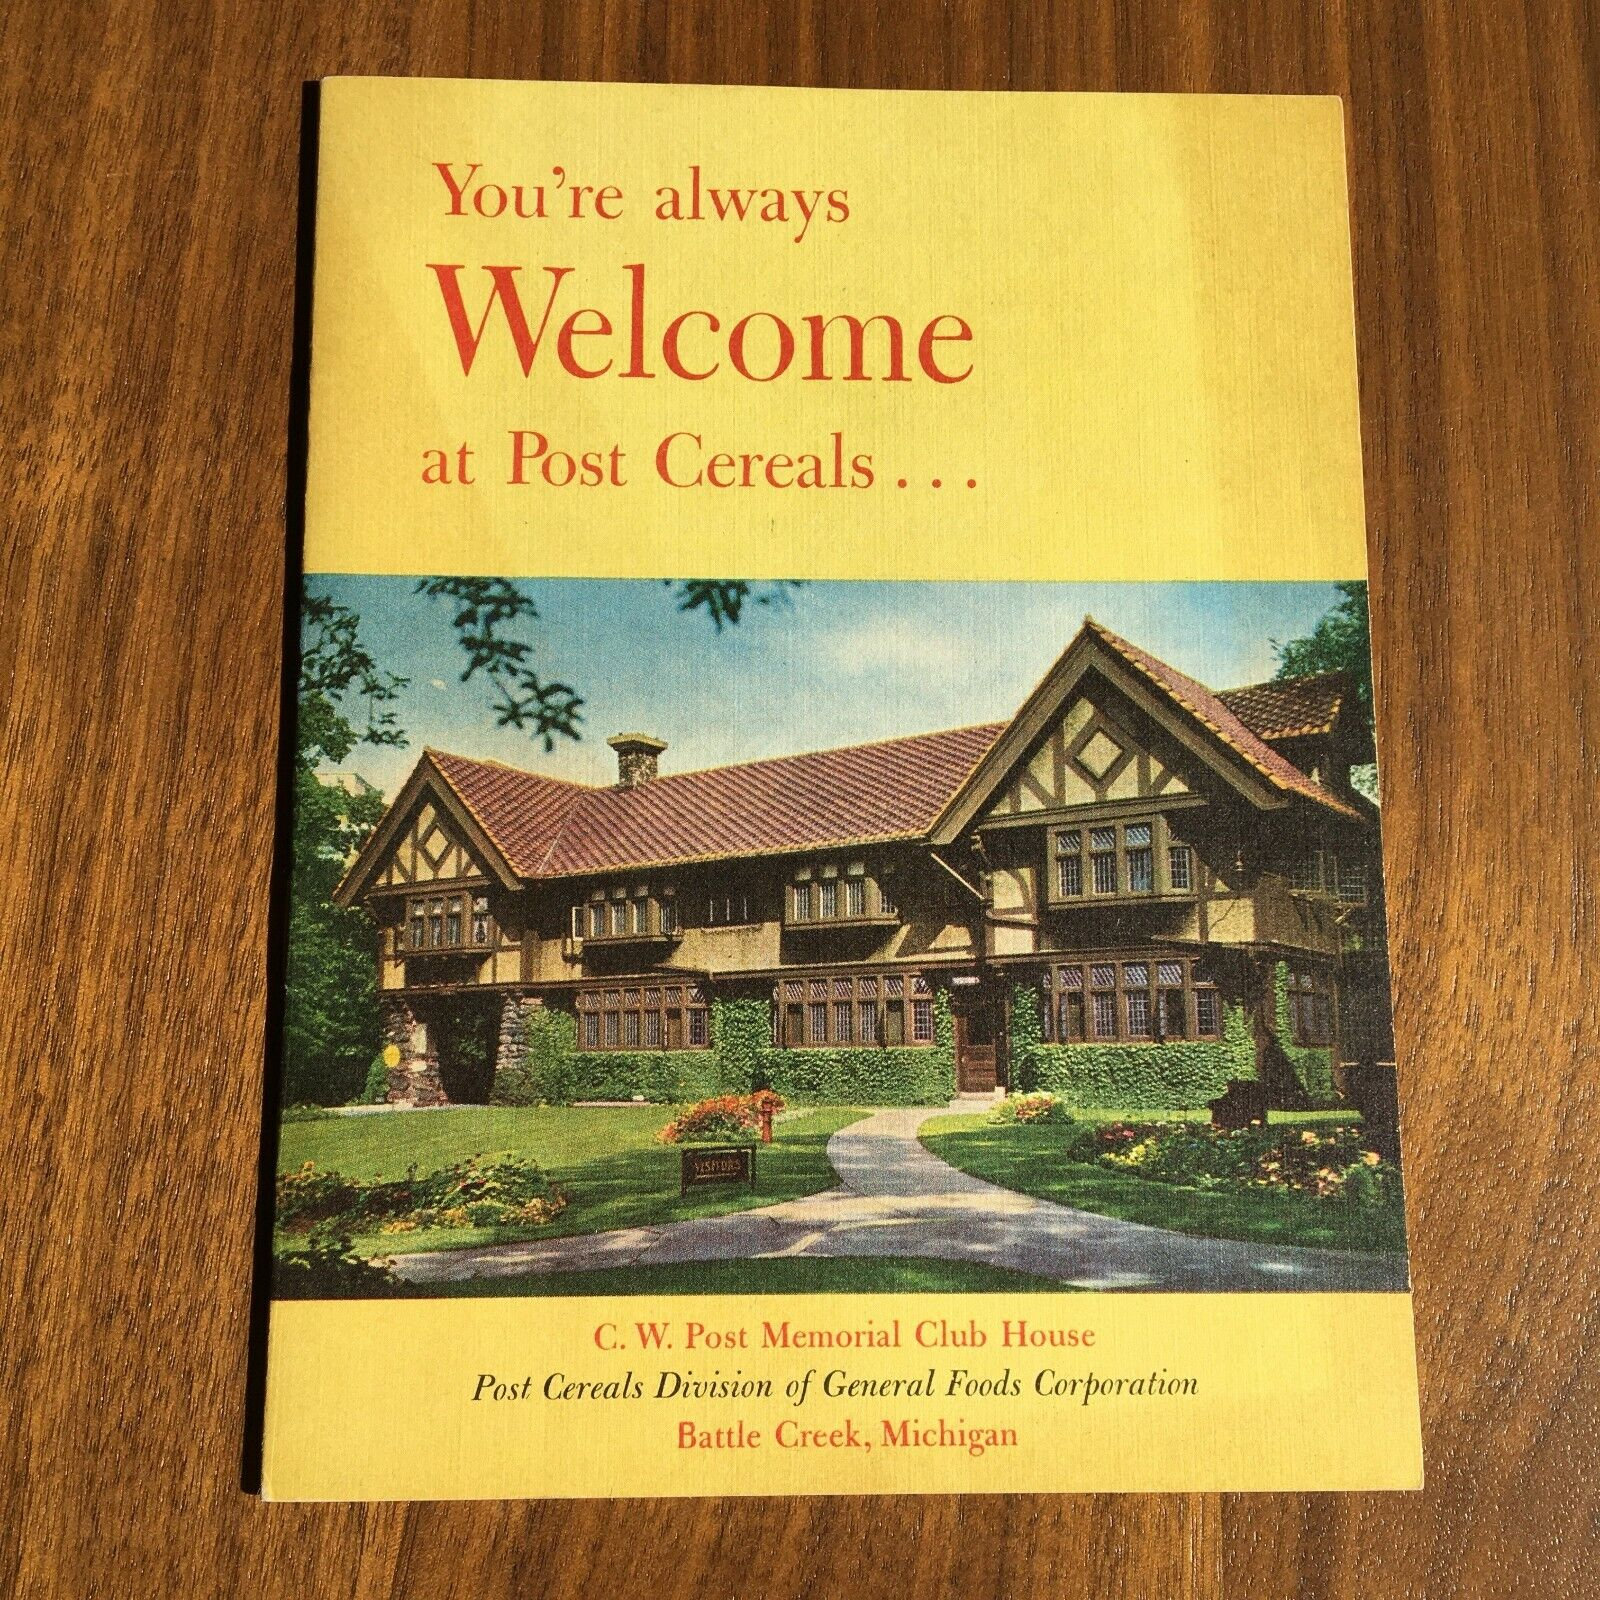 You're always
Welcome
at Post Cereals . . .
VISITORS
C. W. Post Memorial Club House
Post Cereals Division of General Foods Corporation
Battle Creek, Michigan